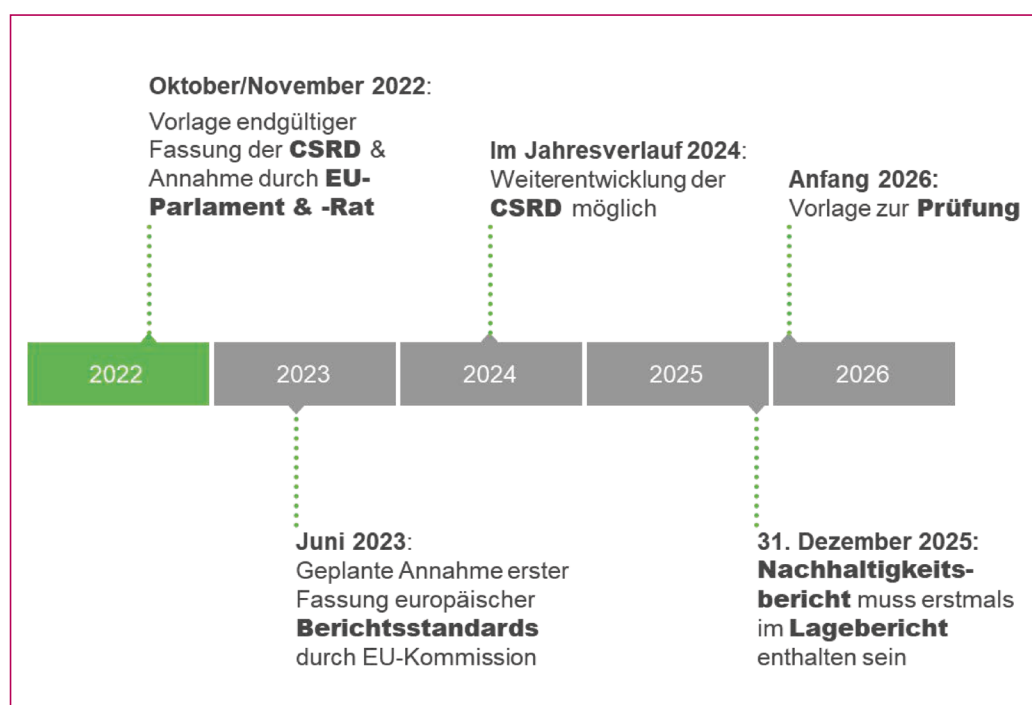 Oktober/November 2022:
Vorlage endgültiger
Fassung der CSRD &
Annahme durch EU-
Parlament & -Rat
Im Jahresverlauf 2024:
Weiterentwicklung der
CSRD möglich
Anfang 2026:
Vorlage zur Prüfung
2022
2023
2024
2025
2026
Juni 2023:
Geplante Annahme erster
Fassung europäischer
Berichtsstandards
durch EU-Kommission
31. Dezember 2025:
Nachhaltigkeits-
bericht muss erstmals
im Lagebericht
enthalten sein